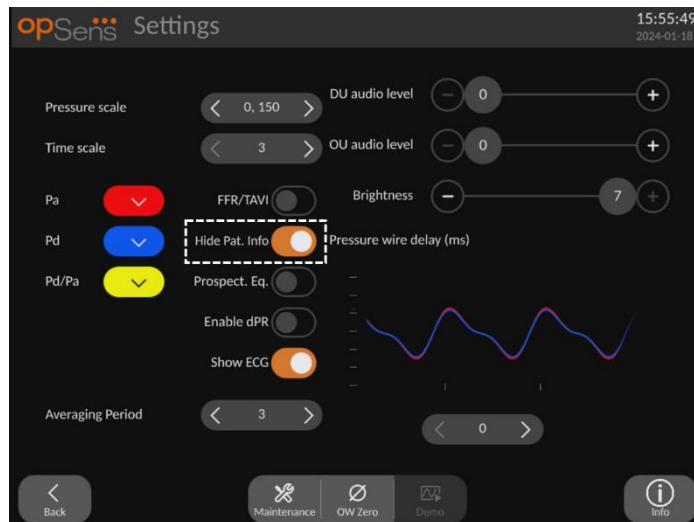 opSens Settings
15:55:49
2024-01-18
Pressure scale
0, 150
DU audio level
0
Time scale
3
OU audio level
0
Pa
FFR/TAVI
Brightness
7
Pd
Hide Pat. Info
Pressure wire delay (ms)
Pd/Pa
Prospect. Eq.
Enable dPR
Show ECG
Averaging Period
3
0
Back
Maintenance
OW Zero
Demo
Info